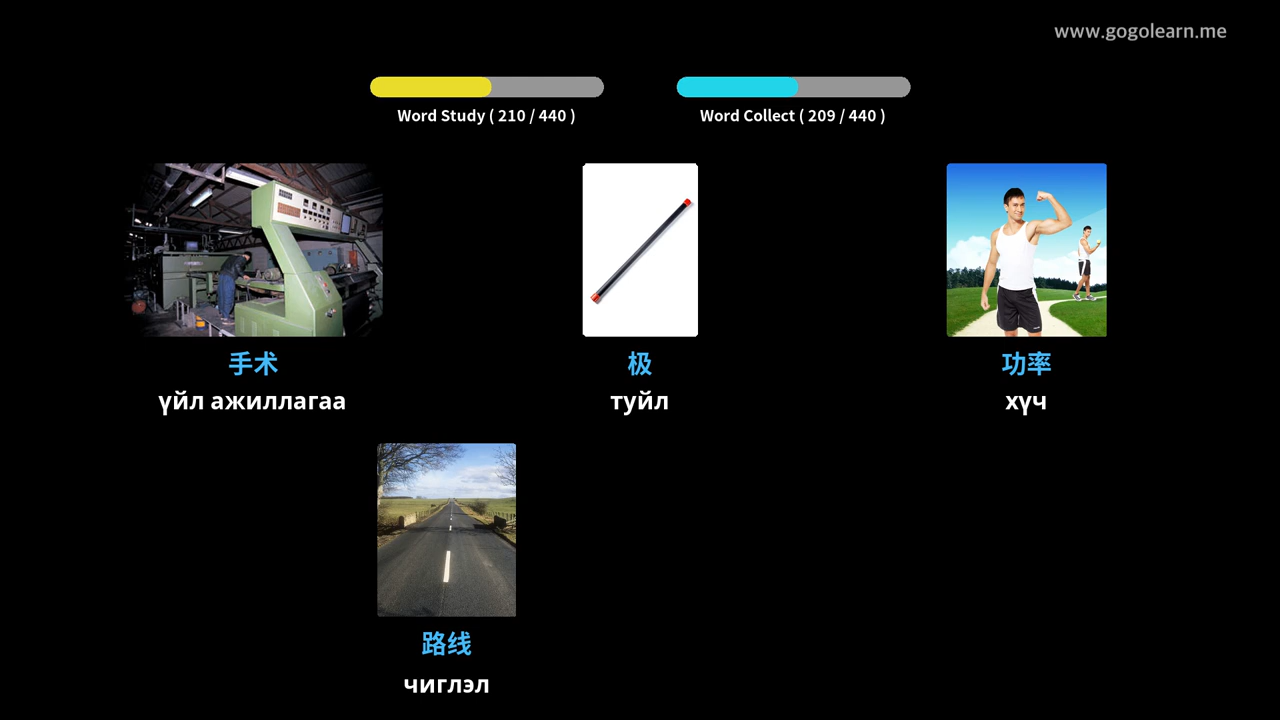 www.gogolearn.me
Word Study ( 210 / 440 )
Word Collect ( 209 / 440 )
手术
үйл ажиллагаа
极
туйл
功率
хүч
路线
чиглэл